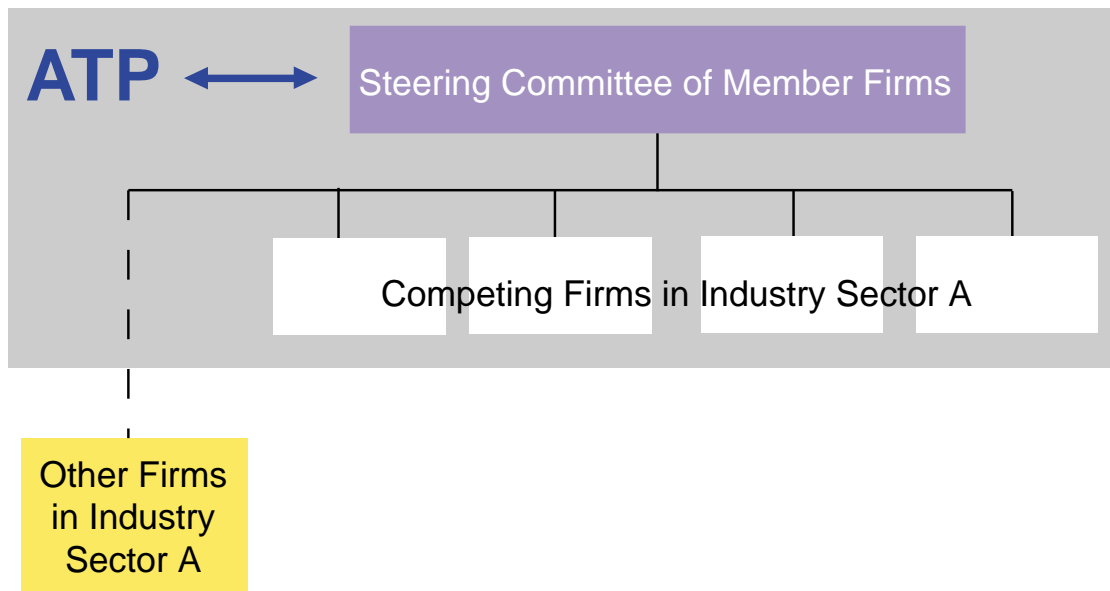 ATP
Steering Committee of Member Firms
Competing Firms in Industry Sector A
Other Firms
in Industry
Sector A